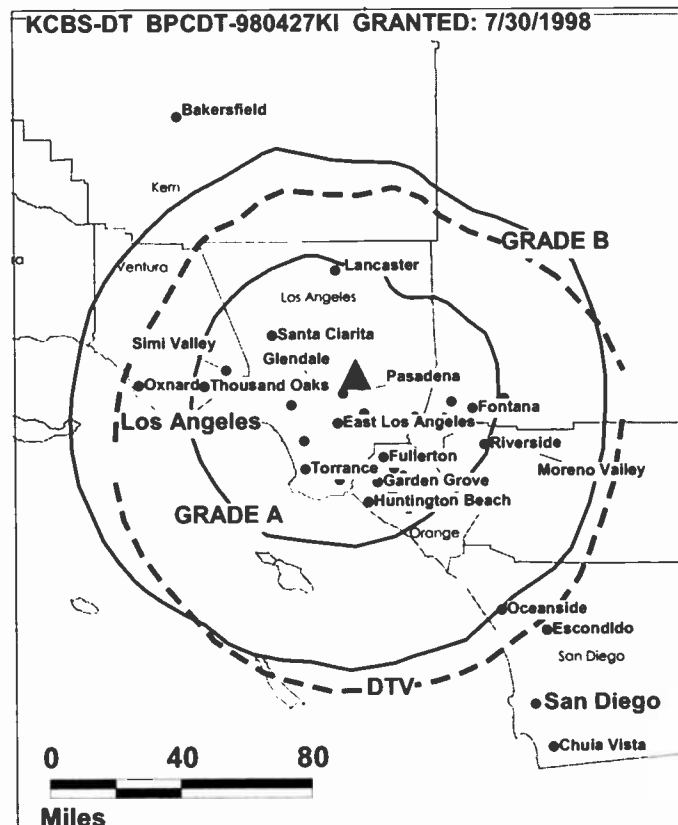 KCBS-DT BPCDT-980427KI GRANTED: 7/30/1998
Bakersfield
Kern
GRADE B
Ventura
Lancaster
Los Angeles
Simi Valley
Santa Clarita
Glendale
Pasadena
Oxnard
Thousand Oaks
Fontana
Los Angeles
East Los Angeles
Riverside
Fullerton
Moreno Valley
Torrance
Garden Grove
Huntington Beach
GRADE A
Orange
Oceanside
Escondido
San Diego
DTV
San Diego
Chuia Vista
0 40 80
Miles